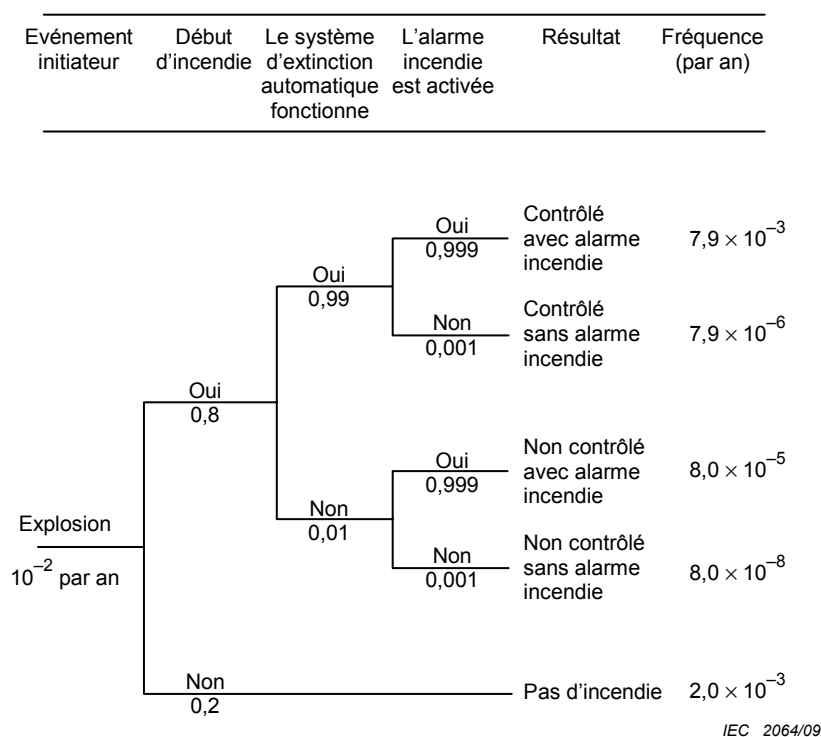 Evénement
initiateur
Début
d'incendie
Le système
d'extinction
automatique
fonctionne
L'alarme
incendie
est activée
Résultat
Fréquence
(par an)
Oui
0,999
Contrôlé
avec alarme
incendie
7,9 × 10⁻³
Oui
0,99
Non
0,001
Contrôlé
sans alarme
incendie
7,9 × 10⁻⁶
Oui
0,8
Oui
0,999
Non contrôlé
avec alarme
incendie
8,0 × 10⁻⁵
Non
0,01
Explosion
10⁻² par an
Non
0,001
Non contrôlé
sans alarme
incendie
8,0 × 10⁻⁸
Non
0,2
Pas d'incendie
2,0 × 10⁻³
IEC 2064/09